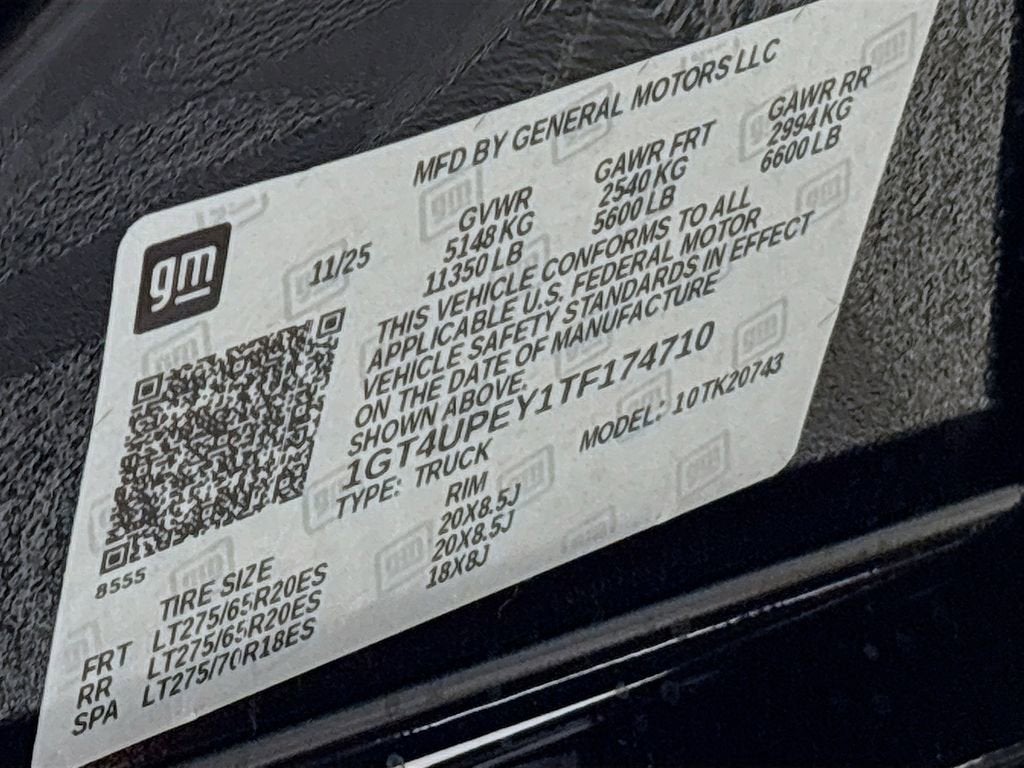 MFD BY GENERAL MOTORS LLC
gm
11/25
GVWR GAWR FRT GAWR RR
5148 KG 2540 KG 2994 KG
11350 LB 5600 LB 6600 LB
THIS VEHICLE CONFORMS TO ALL
APPLICABLE U.S. FEDERAL MOTOR
VEHICLE SAFETY STANDARDS IN EFFECT
ON THE DATE OF MANUFACTURE
SHOWN ABOVE.
1GT4UPEY1TF174710
TYPE: TRUCK MODEL: 10TK20743
8555
TIRE SIZE RIM
FRT LT275/65R20ES 20X8.5J
RR LT275/65R20ES 20X8.5J
SPA LT275/70R18ES 18X8J